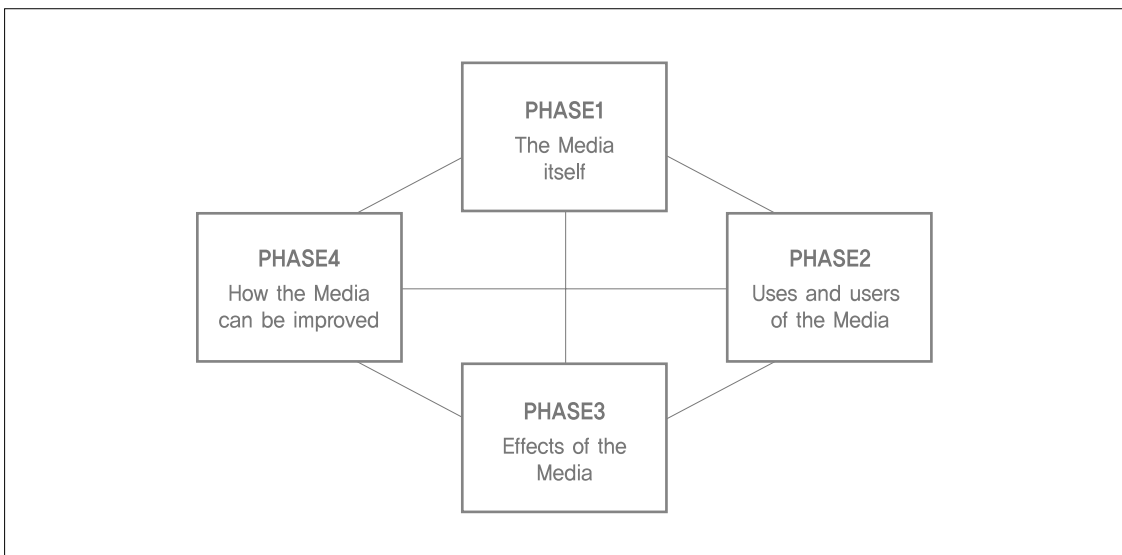 PHASE1
The Media
itself
PHASE4
How the Media
can be improved
PHASE2
Uses and users
of the Media
PHASE3
Effects of the
Media